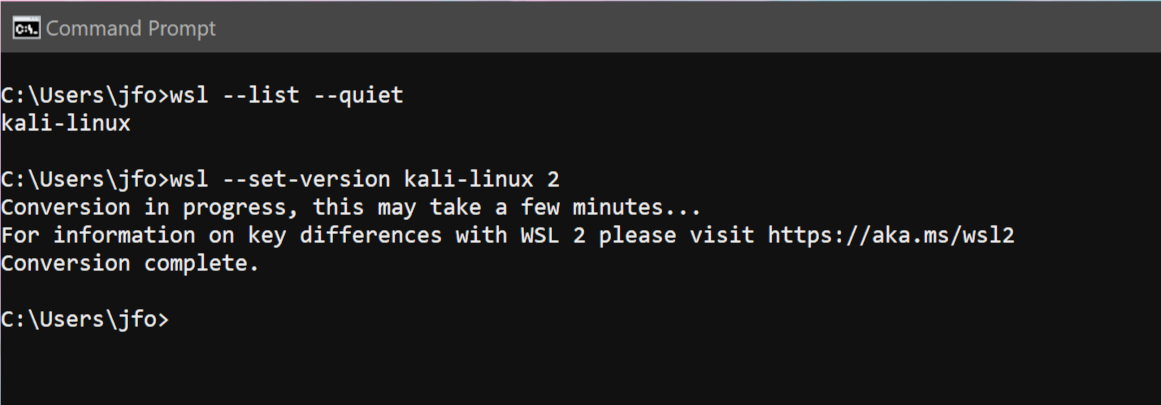 C:\. Command Prompt
C:\Users\jfo>wsl --list --quiet
kali-linux
C:\Users\jfo>wsl --set-version kali-linux 2
Conversion in progress, this may take a few minutes...
For information on key differences with WSL 2 please visit https://aka.ms/wsl2
Conversion complete.
C:\Users\jfo>